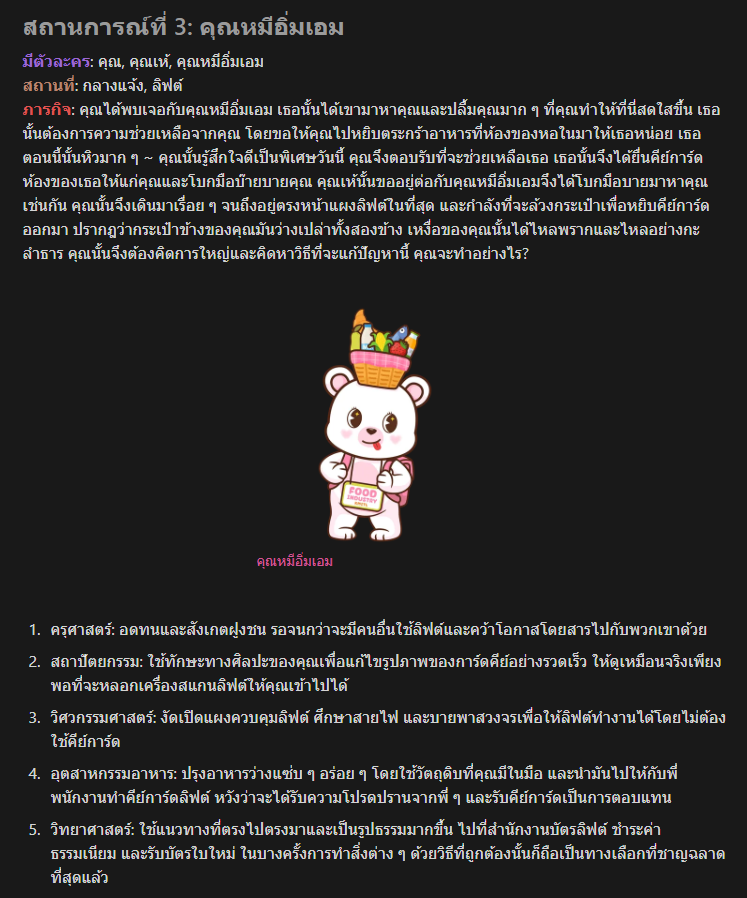 สถานการณ์ที่ 3: คุณหมีอิ่มเอม
มีตัวละคร: คุณ, คุณเห้, คุณหมีอิ่มเอม
สถานที่: กลางแจ้ง, ลิฟต์
ภารกิจ: คุณได้พบเจอกับคุณหมีอิ่มเอม เธอนั้นได้เขามาหาคุณและปลื้มคุณมาก ๆ ที่คุณทำให้ที่นี่สดใสขึ้น เธอ
นั้นต้องการความช่วยเหลือจากคุณ โดยขอให้คุณไปหยิบตระกร้าอาหารที่ห้องของหอในมาให้เธอหน่อย เธอ
ตอนนี้นั้นหิวมาก ๆ ~ คุณนั้นรู้สึกใจดีเป็นพิเศษวันนี้ คุณจึงตอบรับที่จะช่วยเหลือเธอ เธอนั้นจึงได้ยื่นคีย์การ์ด
ห้องของเธอให้แก่คุณและโบกมือบ๊ายบายคุณ คุณเห้นั้นขออยู่ต่อกับคุณหมีอิ่มเอมจึงได้โบกมือบายมาหาคุณ
เช่นกัน คุณนั้นจึงเดินมาเรื่อย ๆ จนถึงอยู่ตรงหน้าแผงลิฟต์ในที่สุด และกำลังที่จะล้วงกระเป๋าเพื่อหยิบคีย์การ์ด
ออกมา ปรากฏว่ากระเป๋าข้างของคุณมันว่างเปล่าทั้งสองข้าง เหงื่อของคุณนั้นได้ไหลพรากและไหลอย่างกะ
ลำธาร คุณนั้นจึงต้องคิดการใหญ่และคิดหาวิธีที่จะแก้ปัญหานี้ คุณจะทำอย่างไร?
FOOD
INDUSTRY
KMITL
คุณหมีอิ่มเอม
1. ครุศาสตร์: อดทนและสังเกตฝูงชน รอจนกว่าจะมีคนอื่นใช้ลิฟต์และคว้าโอกาสโดยสารไปกับพวกเขาด้วย
2. สถาปัตยกรรม: ใช้ทักษะทางศิลปะของคุณเพื่อแก้ไขรูปภาพของการ์ดคีย์อย่างรวดเร็ว ให้ดูเหมือนจริงเพียง
พอที่จะหลอกเครื่องสแกนลิฟต์ให้คุณเข้าไปได้
3. วิศวกรรมศาสตร์: งัดเปิดแผงควบคุมลิฟต์ ศึกษาสายไฟ และบายพาสวงจรเพื่อให้ลิฟต์ทำงานได้โดยไม่ต้อง
ใช้คีย์การ์ด
4. อุตสาหกรรมอาหาร: ปรุงอาหารว่างแซ่บ ๆ อร่อย ๆ โดยใช้วัตถุดิบที่คุณมีในมือ และนำมันไปให้กับพี่
พนักงานทำคีย์การ์ดลิฟต์ หวังว่าจะได้รับความโปรดปรานจากพี่ ๆ และรับคีย์การ์ดเป็นการตอบแทน
5. วิทยาศาสตร์: ใช้แนวทางที่ตรงไปตรงมาและเป็นรูปธรรมมากขึ้น ไปที่สำนักงานบัตรลิฟต์ ชำระค่า
ธรรมเนียม และรับบัตรใบใหม่ ในบางครั้งการทำสิ่งต่าง ๆ ด้วยวิธีที่ถูกต้องนั้นก็ถือเป็นทางเลือกที่ชาญฉลาด
ที่สุดแล้ว